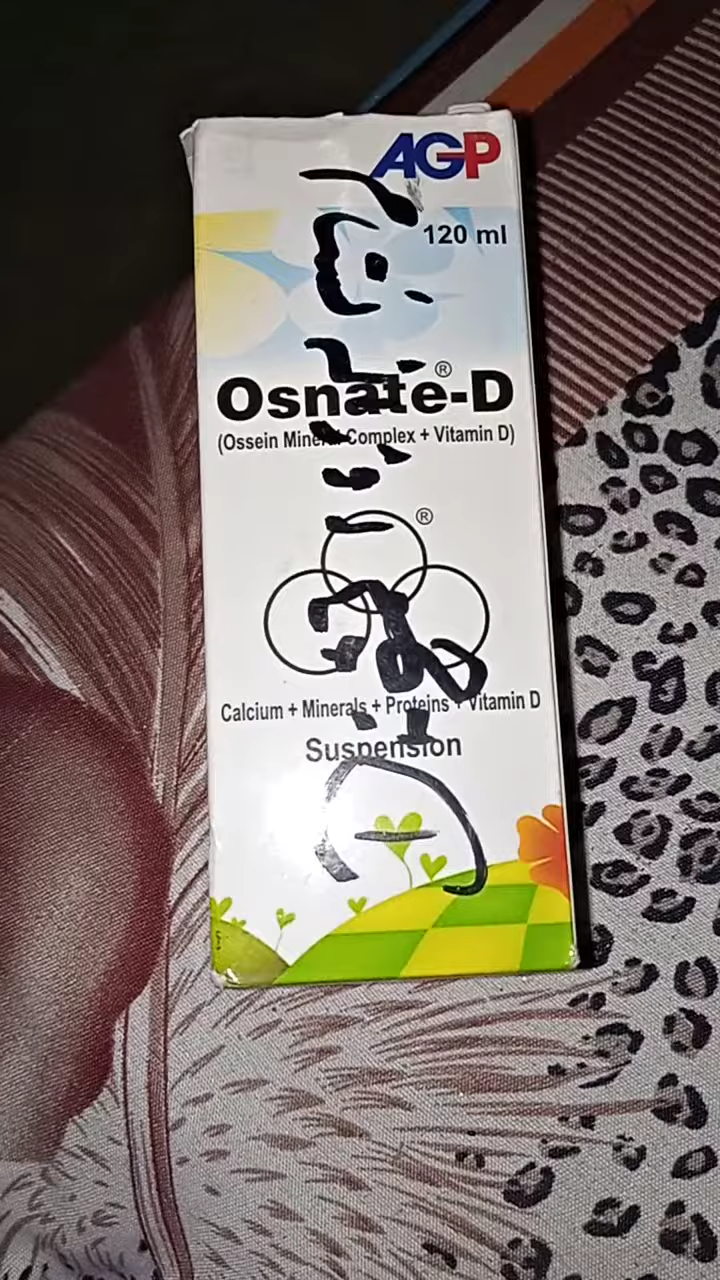 AGP
120 ml
Osnate-D®
(Ossein Mineral Complex + Vitamin D)
®
Calcium + Minerals + Proteins + Vitamin D
Suspension